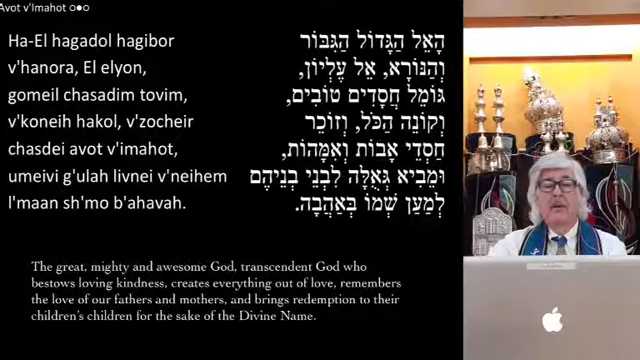 Avot v'Imahot
Ha-El hagadol hagibor
v'hanora, El elyon,
gomeil chasadim tovim,
v'koneih hakol, v'zocheir
chasdei avot v'imahot,
umeivi g'ulah livnei v'neihem
l'maan sh'mo b'ahavah.
הָאֵל הַגָּדוֹל הַגִּבּוֹר
וְהַנּוֹרָא, אֵל עֶלְיוֹן,
גּוֹמֵל חֲסָדִים טוֹבִים,
וְקוֹנֵה הַכֹּל, וְזוֹכֵר
חַסְדֵי אָבוֹת וְאִמָּהוֹת,
וּמֵבִיא גְּאֻלָּה לִבְנֵי בְנֵיהֶם
לְמַעַן שְׁמוֹ בְּאַהֲבָה.
The great, mighty and awesome God, transcendent God who
bestows loving kindness, creates everything out of love, remembers
the love of our fathers and mothers, and brings redemption to their
children's children for the sake of the Divine Name.